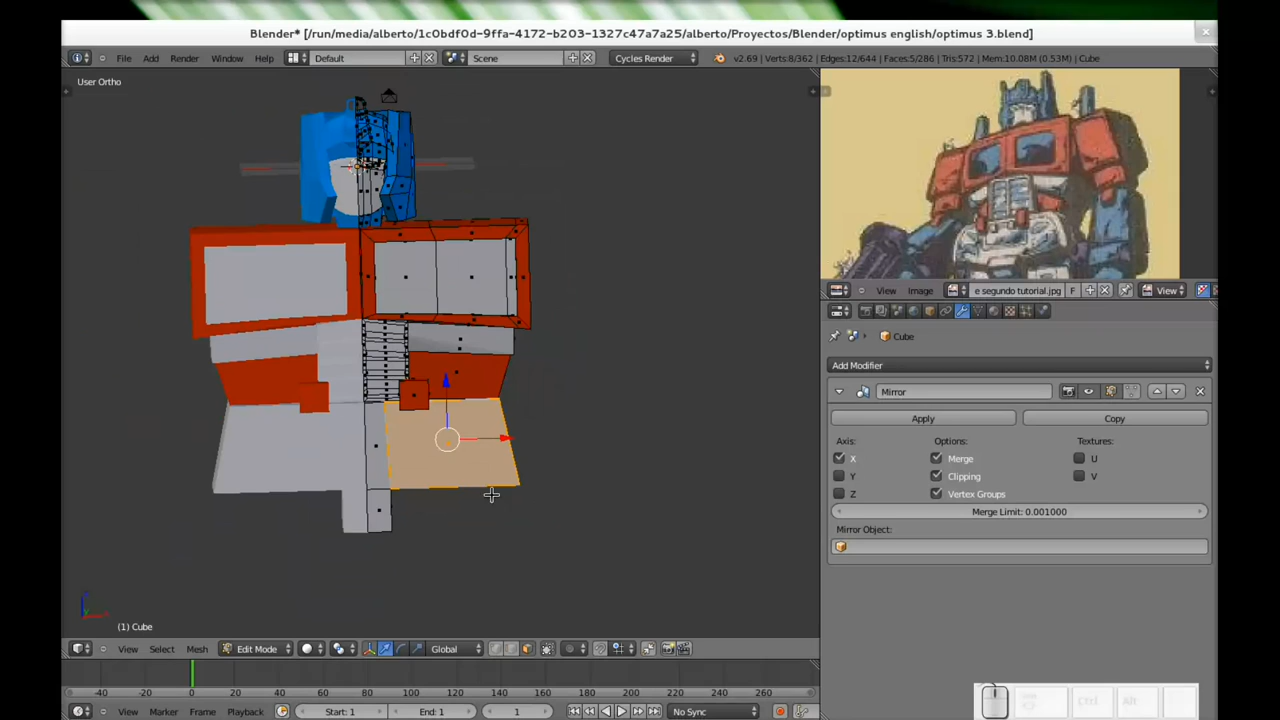 Blender* [/run/media/alberto/1c0bdf0d-9ffa-4172-b203-1327c47a7a25/alberto/Proyectos/Blender/optimus english/optimus 3.blend]
File Add Render Window Help Default Scene Cycles Render v2.69 | Verts:8/362 | Edges:12/644 | Faces:5/286 | Tris:572 | Mem:10.08M (0.53M) | Cube
User Ortho
View Image e segundo tutorial.jpg F View
Cube
Add Modifier
Mirror
Apply Copy
Axis: Options: Textures:
X Merge U
Y Clipping V
Z Vertex Groups
Merge Limit: 0.001000
Mirror Object:
(1) Cube
View Select Mesh Edit Mode Global
-40 -20 0 20 40 60 80 100 120 140 160 180 200 220 240 260
View Marker Frame Playback Start: 1 End: 1 1 No Sync
Ctrl Alt